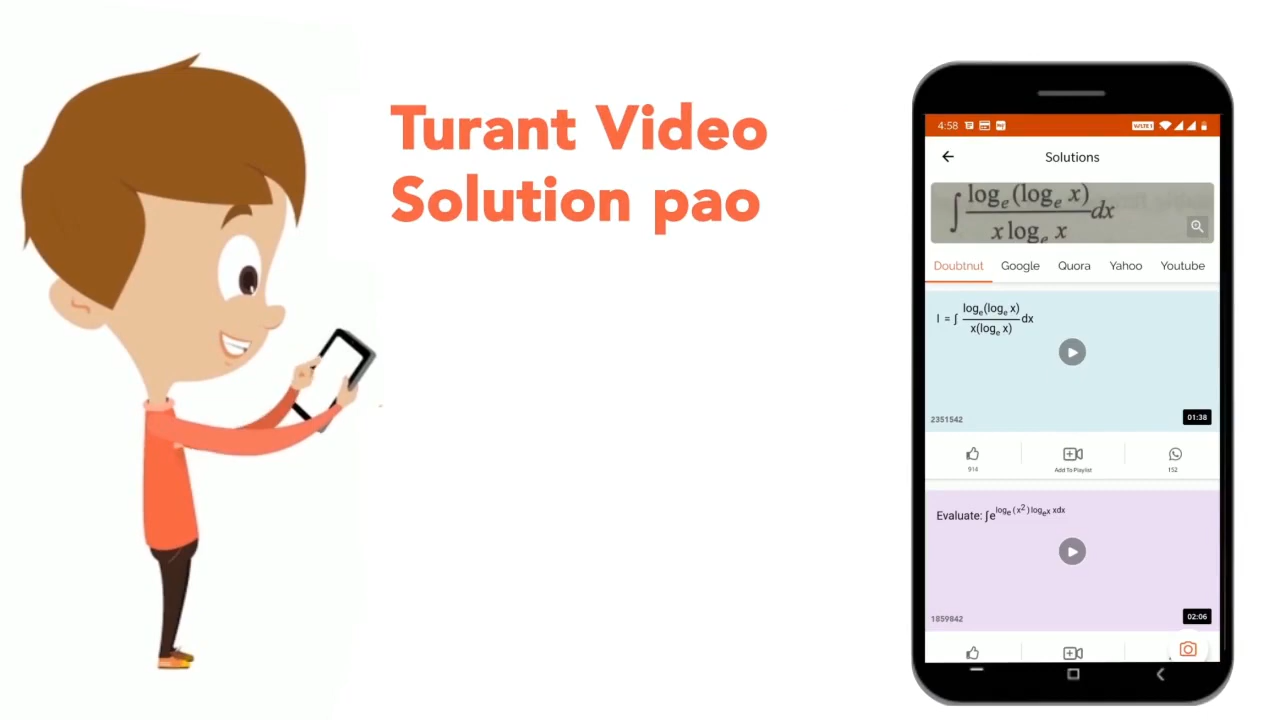 Turant Video
Solution pao
4:58
VoLTE1
Solutions
∫ logₑ(logₑ x) / x logₑ x dx
Doubtnut Google Quora Yahoo Youtube
I = ∫ logₑ(logₑ x) / x(logₑ x) dx
2351542 01:38
914 Add To Playlist 152
Evaluate: ∫e^(logₑ(x²)logₑx xdx)
1859842 02:06